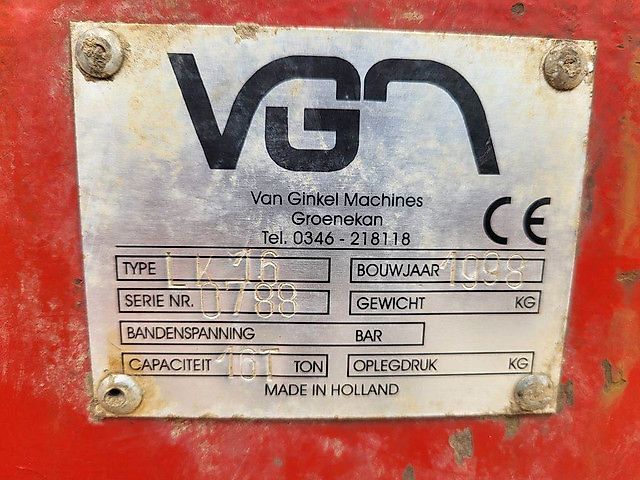 VGN
Van Ginkel Machines
Groenekan
Tel. 0346 - 218118
CE
TYPE LK 16
BOUWJAAR 1998
SERIE NR. 0788
GEWICHT KG
BANDENSPANNING BAR
CAPACITEIT 10T TON
OPLEGDRUK KG
MADE IN HOLLAND